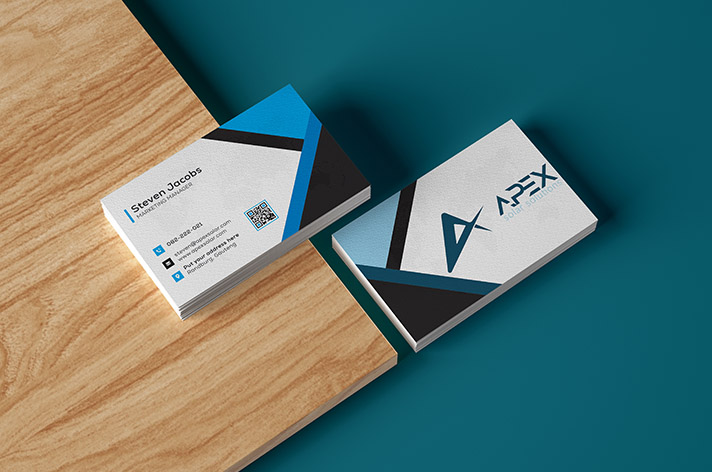 Steven Jacobs
MARKETING MANAGER
082-222-021
steven@apexsolar.com
www.apexsolar.com
Put your address here
Randburg, Gauteng
APEX
solar solutions